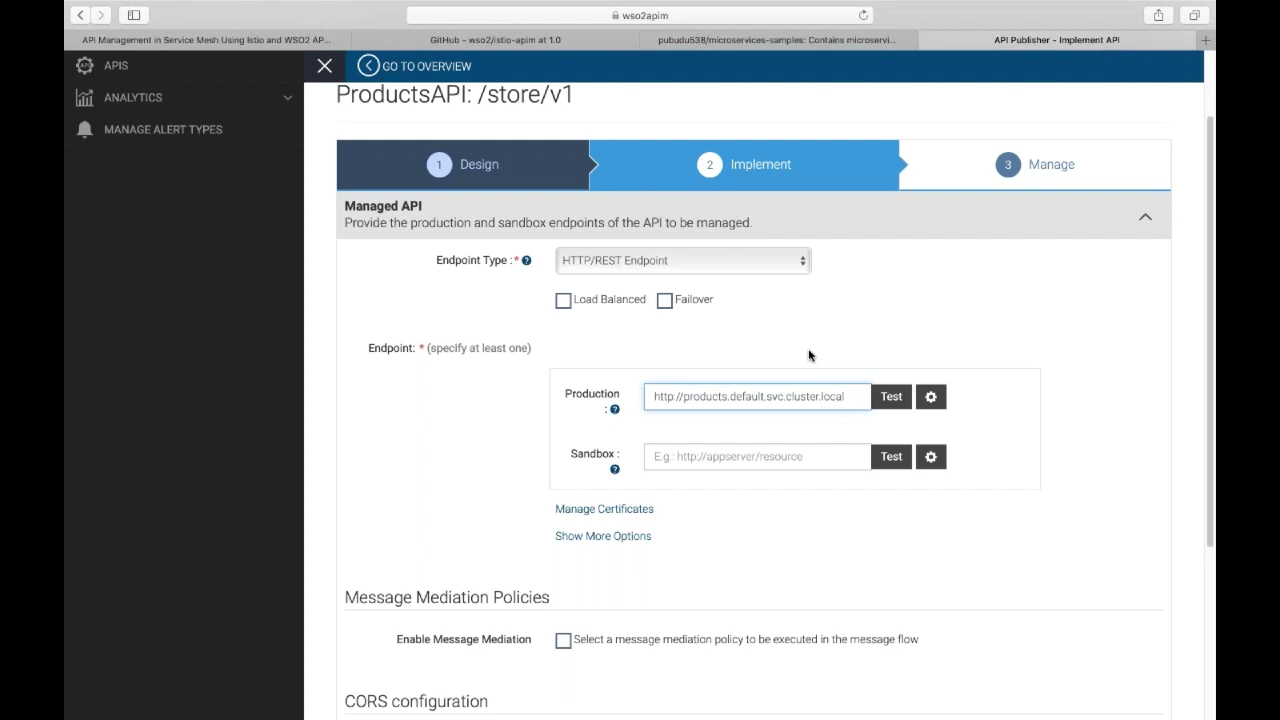 wso2apim
API Management in Service Mesh Using Istio and WSO2 AP...
GitHub - wso2/istio-apim at 1.0
pubudu538/microservices-samples: Contains microservi...
API Publisher - Implement API
APIS
GO TO OVERVIEW
ANALYTICS
MANAGE ALERT TYPES
ProductsAPI: /store/v1
1 Design
2 Implement
3 Manage
Managed API
Provide the production and sandbox endpoints of the API to be managed.
Endpoint Type : * HTTP/REST Endpoint
Load Balanced Failover
Endpoint: * (specify at least one)
Production : http://products.default.svc.cluster.local Test
Sandbox : E.g.: http://appserver/resource Test
Manage Certificates
Show More Options
Message Mediation Policies
Enable Message Mediation Select a message mediation policy to be executed in the message flow
CORS configuration